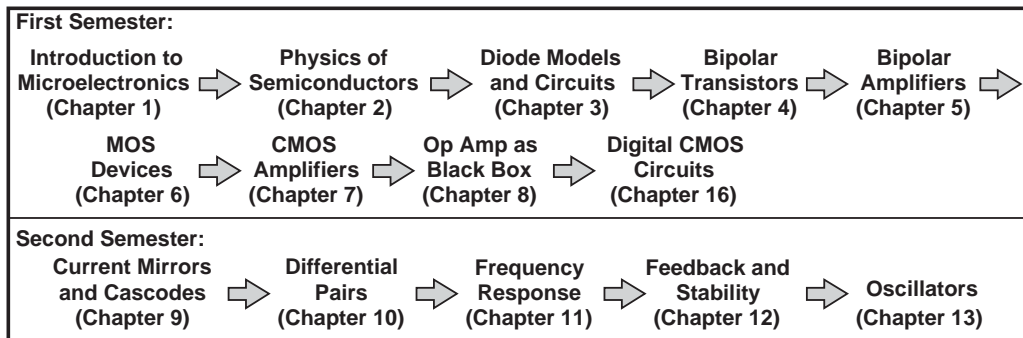 First Semester:
Introduction to
Microelectronics
(Chapter 1)
Physics of
Semiconductors
(Chapter 2)
Diode Models
and Circuits
(Chapter 3)
Bipolar
Transistors
(Chapter 4)
Bipolar
Amplifiers
(Chapter 5)
MOS
Devices
(Chapter 6)
CMOS
Amplifiers
(Chapter 7)
Op Amp as
Black Box
(Chapter 8)
Digital CMOS
Circuits
(Chapter 16)
Second Semester:
Current Mirrors
and Cascodes
(Chapter 9)
Differential
Pairs
(Chapter 10)
Frequency
Response
(Chapter 11)
Feedback and
Stability
(Chapter 12)
Oscillators
(Chapter 13)